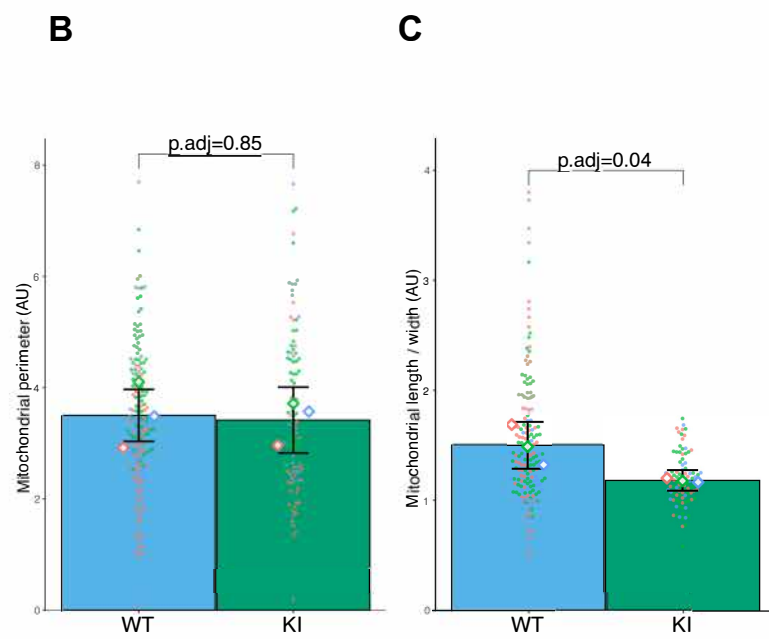 B
C
p.adj=0.85
p.adj=0.04
Mitochondrial perimeter (AU)
8
6
4
2
0
WT
KI
Mitochondrial length / width (AU)
4
3
2
1
0
WT
KI